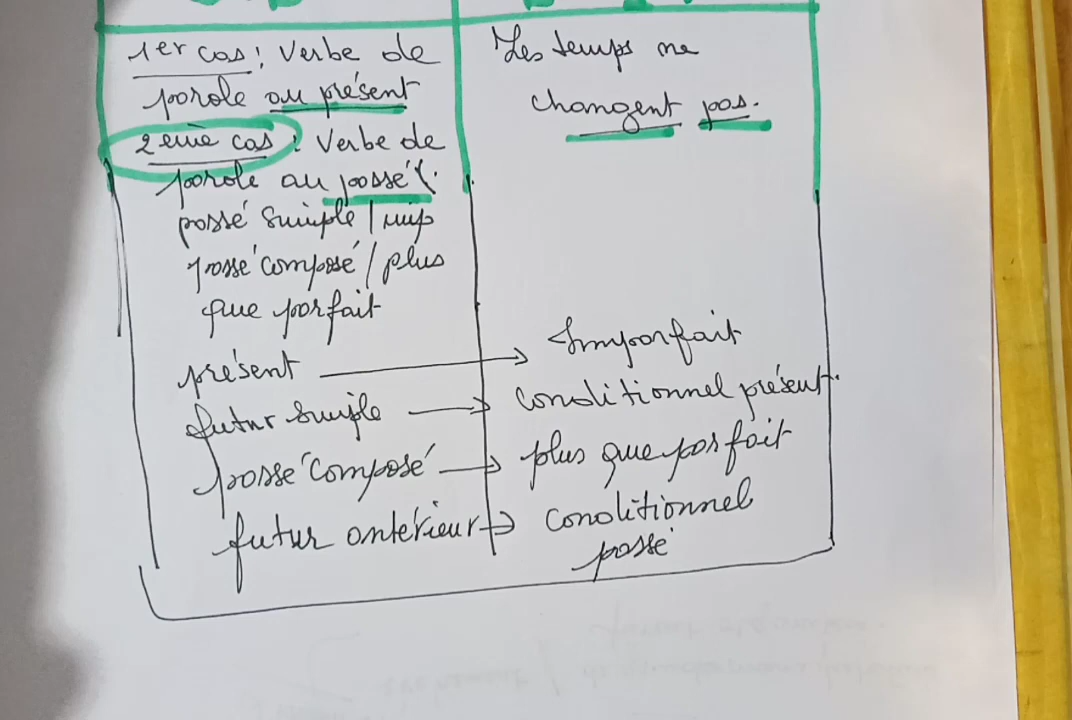 1er cas : Verbe de
parole au présent
Les temps ne
changent pas.
2eme cas : Verbe de
parole au passé (:
passé simple / imp
passé composé / plus
que parfait
présent → Imparfait
futur simple → conditionnel présent.
passé composé → plus que parfait
futur antérieur → conditionnel
passé